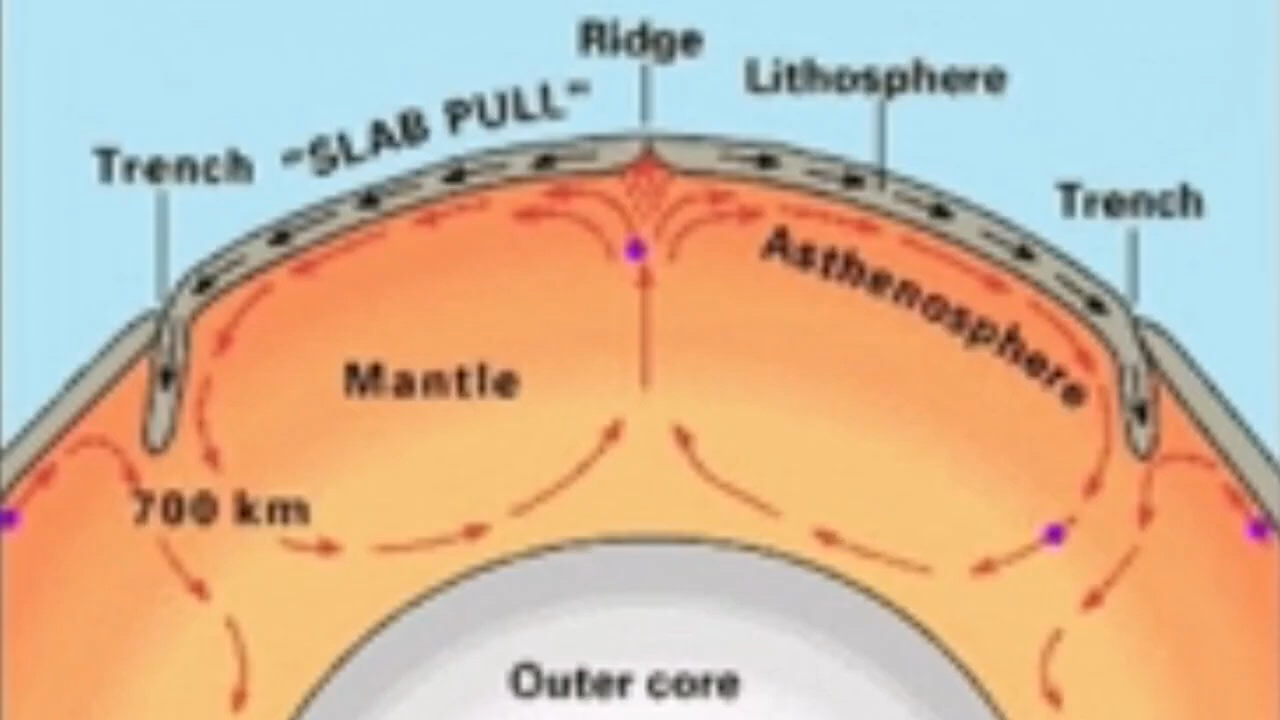 Ridge
Lithosphere
"SLAB PULL"
Trench
Trench
Asthenosphere
Mantle
700 km
Outer core